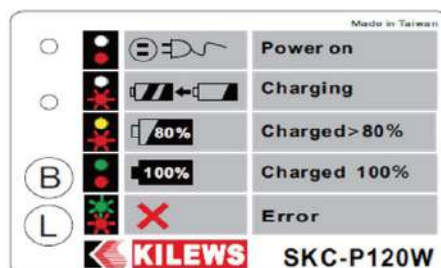 Made in Taiwan
Power on
Charging
80% Charged>80%
B 100% Charged 100%
L Error
KILEWS SKC-P120W